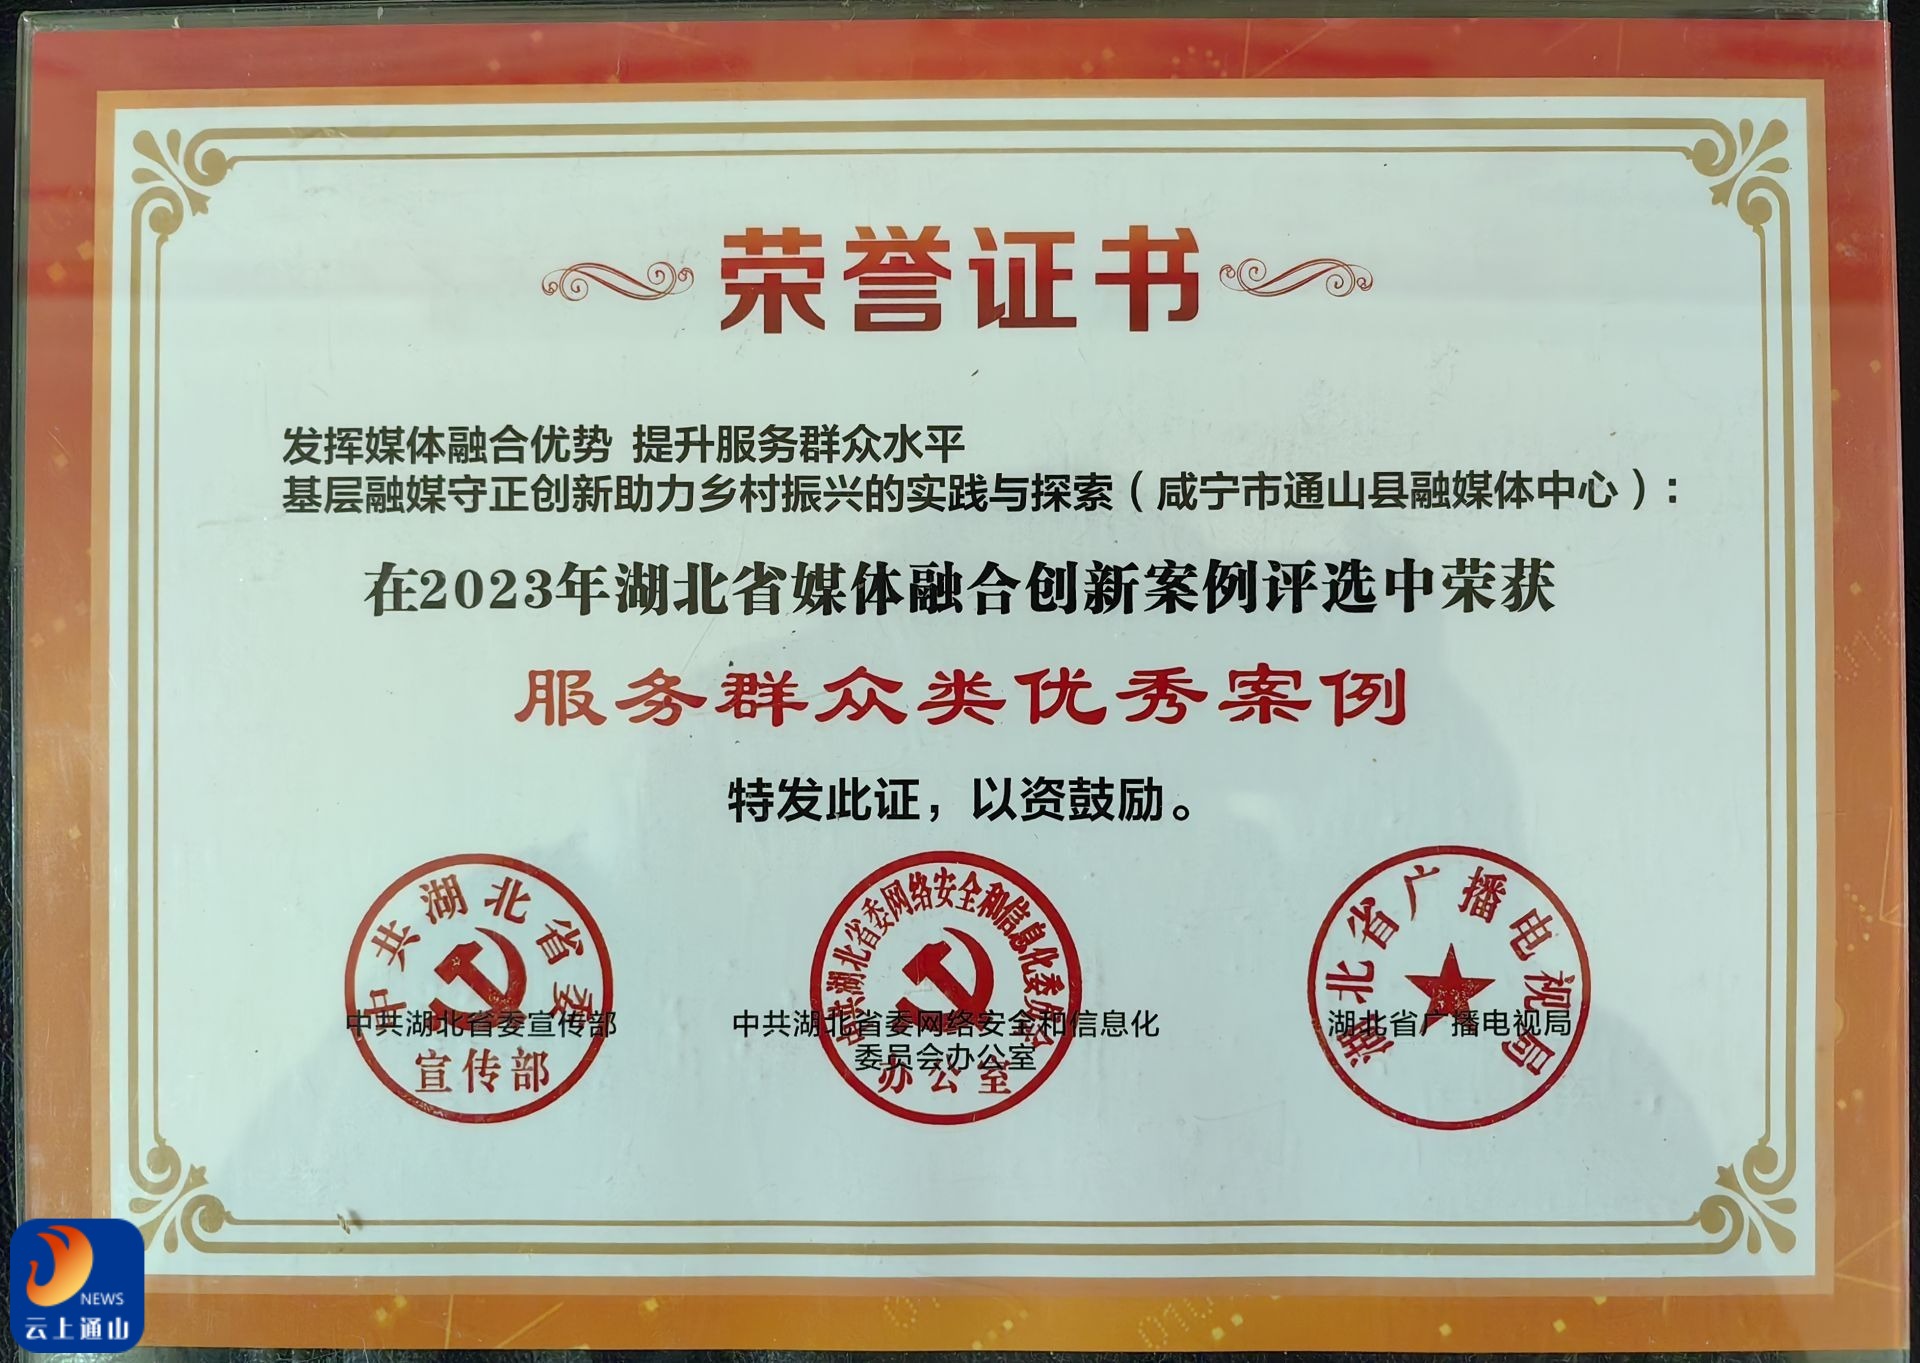 荣誉证书
发挥媒体融合优势 提升服务群众水平
基层融媒守正创新助力乡村振兴的实践与探索（咸宁市通山县融媒体中心）：
在2023年湖北省媒体融合创新案例评选中荣获
服务群众类优秀案例
特发此证，以资鼓励。
中共湖北省委
宣传部
中共湖北省委宣传部
中共湖北省委网络安全和信息化委员会
办公室
中共湖北省委网络安全和信息化
委员会办公室
湖北省广播电视局
湖北省广播电视局
NEWS
云上通山